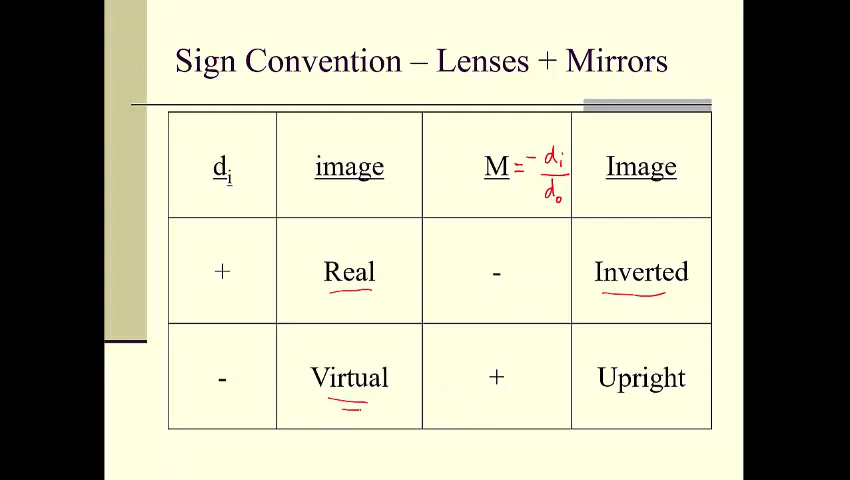 Sign Convention – Lenses + Mirrors
di image M = - di/do Image
+ Real - Inverted
- Virtual + Upright